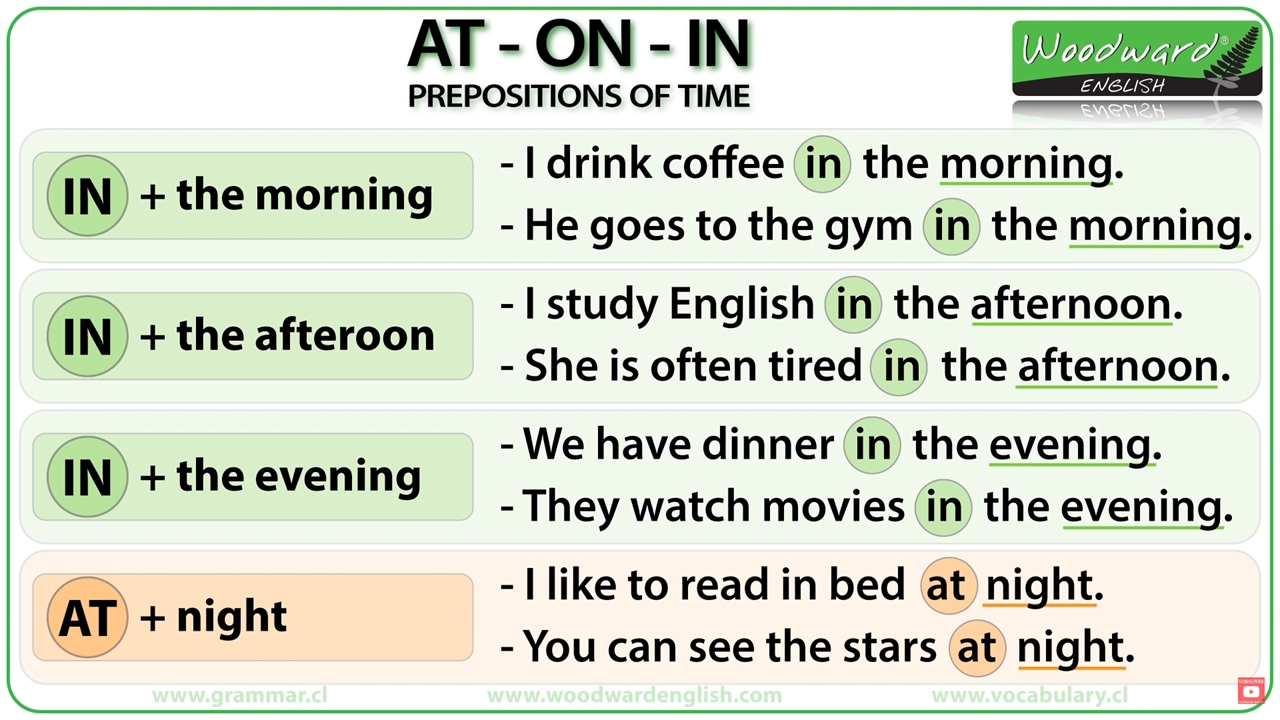 AT - ON - IN
PREPOSITIONS OF TIME
Woodward®
ENGLISH
IN + the morning
- I drink coffee in the morning.
- He goes to the gym in the morning.
IN + the afteroon
- I study English in the afternoon.
- She is often tired in the afternoon.
IN + the evening
- We have dinner in the evening.
- They watch movies in the evening.
AT + night
- I like to read in bed at night.
- You can see the stars at night.
www.grammar.cl www.woodwardenglish.com www.vocabulary.cl
SUBSCRIBE